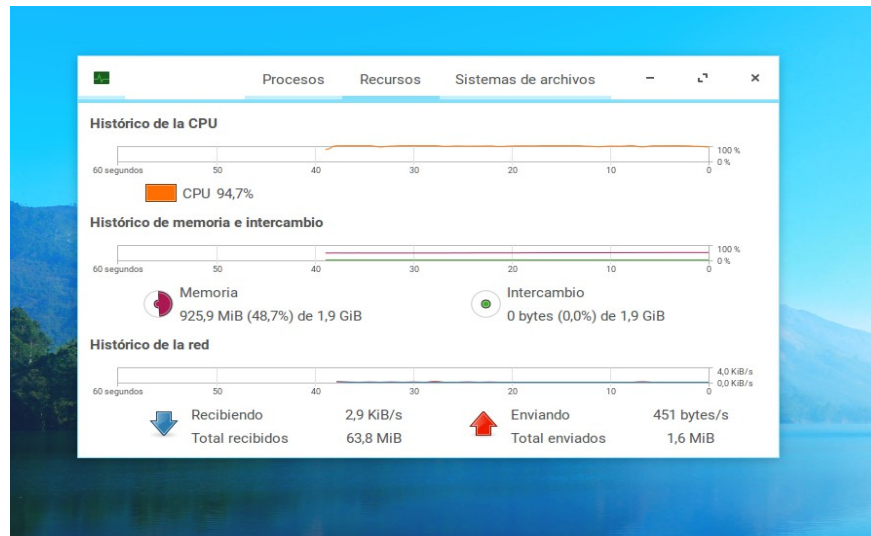 Procesos Recursos Sistemas de archivos
Histórico de la CPU
100 %
0 %
60 segundos 50 40 30 20 10 0
CPU 94,7%
Histórico de memoria e intercambio
100 %
0 %
60 segundos 50 40 30 20 10 0
Memoria Intercambio
925,9 MiB (48,7%) de 1,9 GiB 0 bytes (0,0%) de 1,9 GiB
Histórico de la red
4,0 KiB/s
0,0 KiB/s
60 segundos 50 40 30 20 10 0
Recibiendo 2,9 KiB/s Enviando 451 bytes/s
Total recibidos 63,8 MiB Total enviados 1,6 MiB